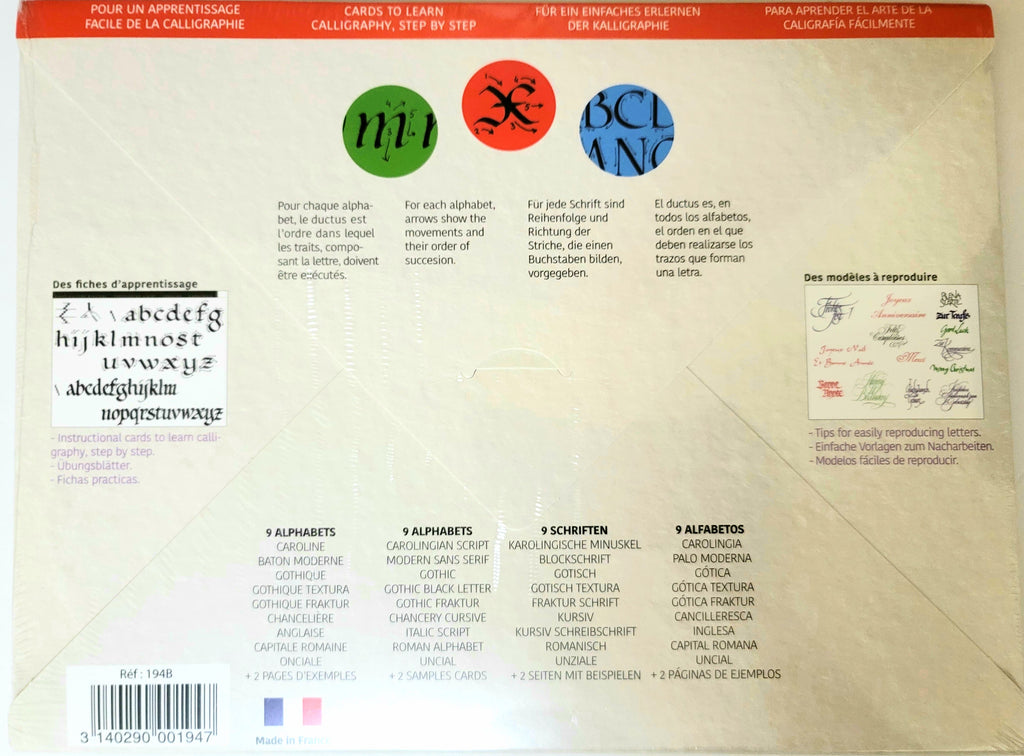 POUR UN APPRENTISSAGE
FACILE DE LA CALLIGRAPHIE
CARDS TO LEARN
CALLIGRAPHY, STEP BY STEP
FÜR EIN EINFACHES ERLERNEN
DER KALLIGRAPHIE
PARA APRENDER EL ARTE DE LA
CALIGRAFÍA FÁCILMENTE
Pour chaque alpha-
bet, le ductus est
l'ordre dans lequel
les traits, compo-
sant la lettre, doivent
être exécutés.
For each alphabet,
arrows show the
movements and
their order of
succesion.
Für jede Schrift sind
Reihenfolge und
Richtung der
Striche, die einen
Buchstaben bilden,
vorgegeben.
El ductus es, en
todos los alfabetos,
el orden en el que
deben realizarse los
trazos que forman
una letra.
Des fiches d'apprentissage
abcdefg
hijklmnost
uvwxyz
abcdefghijklm
nopqrstuvwxyz
- Instructional cards to learn calli-
graphy, step by step.
- Übungsblätter.
- Fichas practicas.
Des modèles à reproduire
Joyeux
Anniversaire
Good Luck
Merci
Merry Christmas
Bonne
Année
- Tips for easily reproducing letters.
- Einfache Vorlagen zum Nacharbeiten.
- Modelos fáciles de reproducir.
9 ALPHABETS
CAROLINE
BATON MODERNE
GOTHIQUE
GOTHIQUE TEXTURA
GOTHIQUE FRAKTUR
CHANCELIÈRE
ANGLAISE
CAPITALE ROMAINE
ONCIALE
+ 2 PAGES D'EXEMPLES
9 ALPHABETS
CAROLINGIAN SCRIPT
MODERN SANS SERIF
GOTHIC
GOTHIC BLACK LETTER
GOTHIC FRAKTUR
CHANCERY CURSIVE
ITALIC SCRIPT
ROMAN ALPHABET
UNCIAL
+ 2 SAMPLES CARDS
9 SCHRIFTEN
KAROLINGISCHE MINUSKEL
BLOCKSCHRIFT
GOTISCH
GOTISCH TEXTURA
FRAKTUR SCHRIFT
KURSIV
KURSIV SCHREIBSCHRIFT
ROMANISCH
UNZIALE
+ 2 SEITEN MIT BEISPIELEN
9 ALFABETOS
CAROLINGIA
PALO MODERNA
GÓTICA
GÓTICA TEXTURA
GÓTICA FRAKTUR
CANCILLERESCA
INGLESA
CAPITAL ROMANA
UNCIAL
+ 2 PÁGINAS DE EJEMPLOS
Réf : 194B
3 140290 001947
Made in France